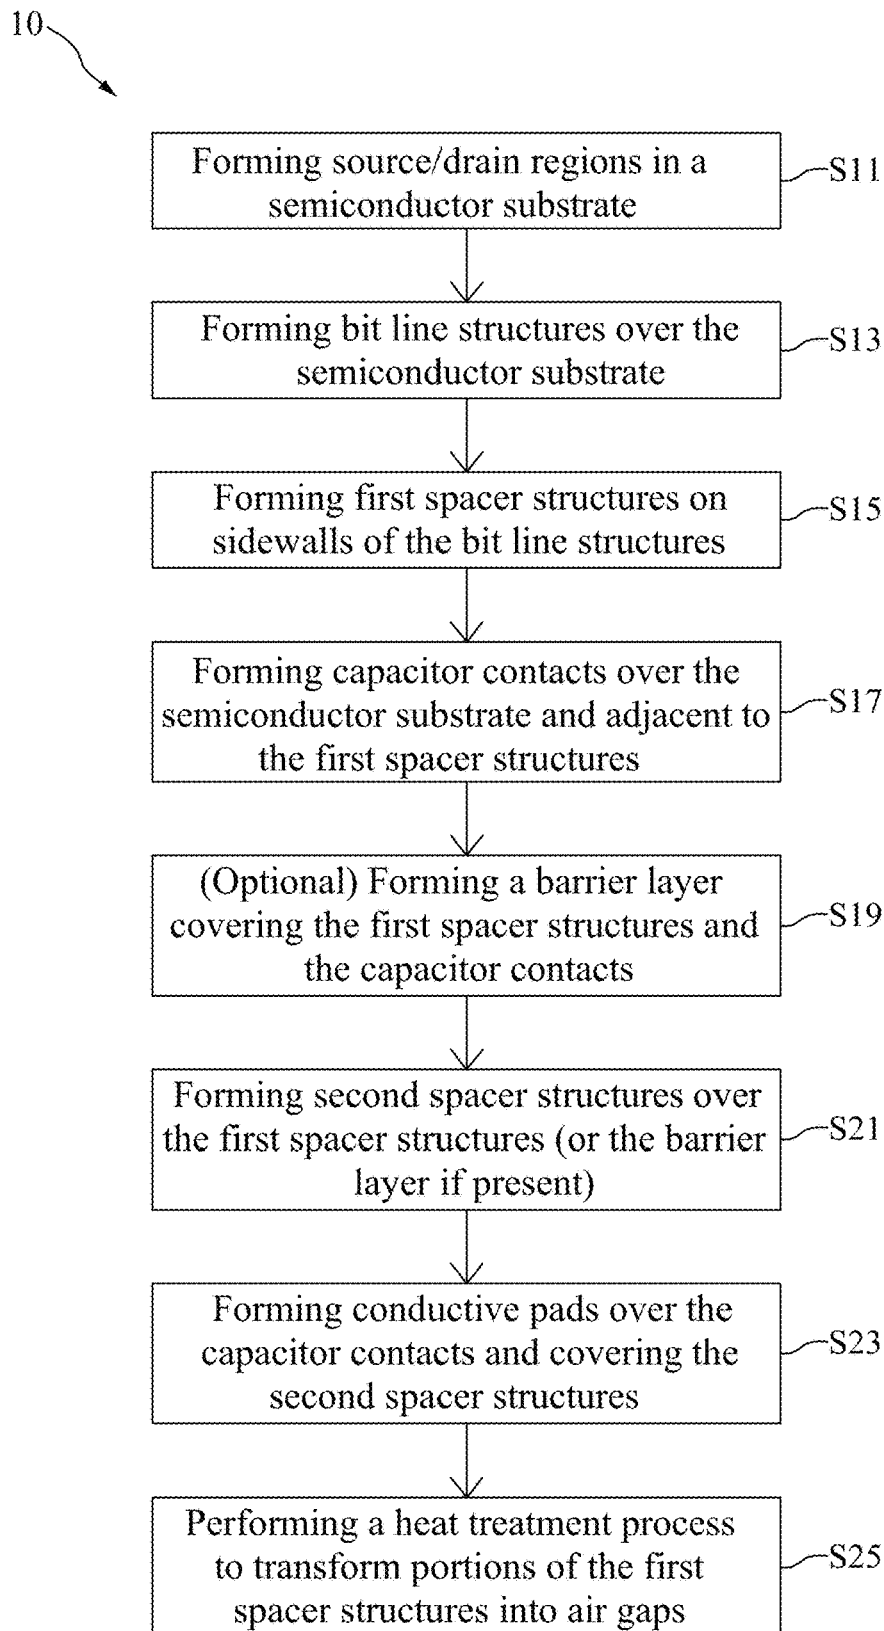 10
Forming source/drain regions in a
semiconductor substrate
S11
Forming bit line structures over the
semiconductor substrate
S13
Forming first spacer structures on
sidewalls of the bit line structures
S15
Forming capacitor contacts over the
semiconductor substrate and adjacent to
the first spacer structures
S17
(Optional) Forming a barrier layer
covering the first spacer structures and
the capacitor contacts
S19
Forming second spacer structures over
the first spacer structures (or the barrier
layer if present)
S21
Forming conductive pads over the
capacitor contacts and covering the
second spacer structures
S23
Performing a heat treatment process
to transform portions of the first
spacer structures into air gaps
S25